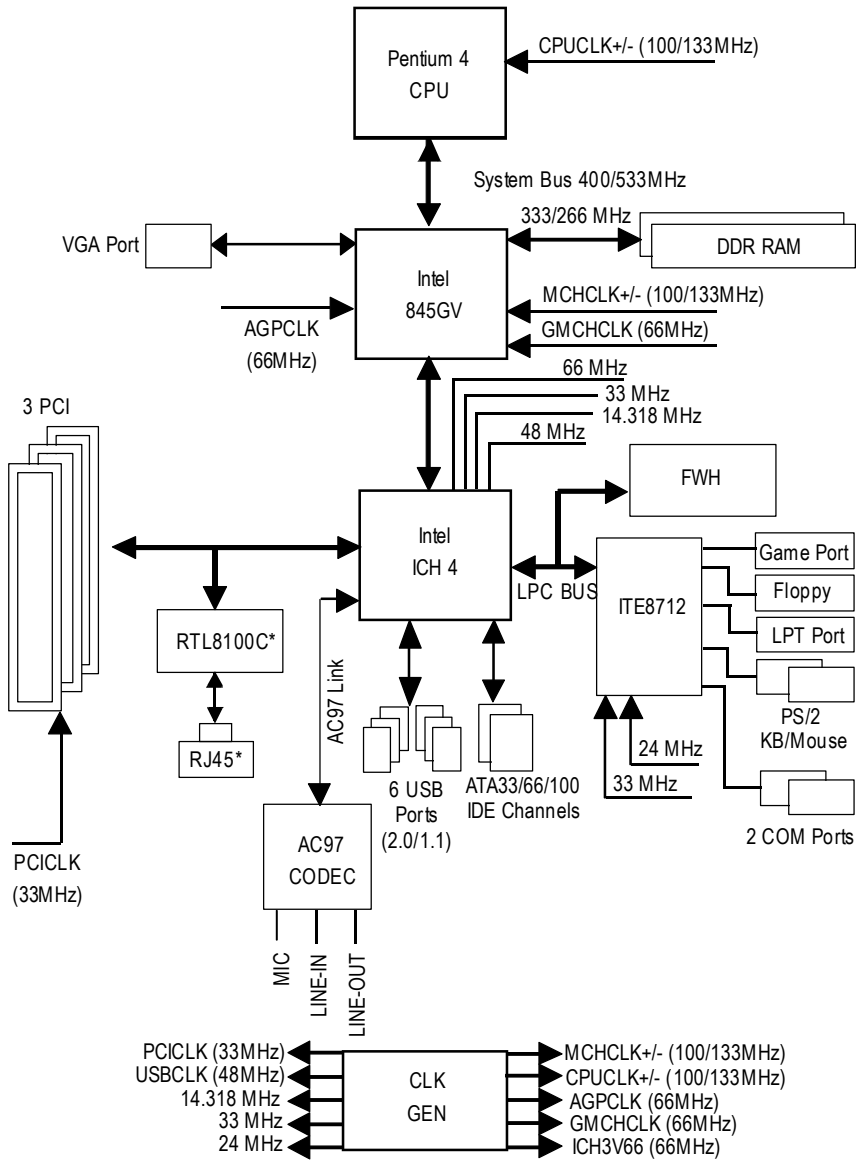 Pentium 4
CPU
CPUCLK+/- (100/133MHz)
System Bus 400/533MHz
VGA Port
333/266 MHz
DDR RAM
Intel
845GV
AGPCLK
(66MHz)
MCHCLK+/- (100/133MHz)
GMCHCLK (66MHz)
66 MHz
33 MHz
14.318 MHz
48 MHz
3 PCI
FWH
Intel
ICH 4
LPC BUS
ITE8712
Game Port
Floppy
LPT Port
PS/2
KB/Mouse
RTL8100C*
RJ45*
AC97 Link
24 MHz
33 MHz
6 USB
Ports
(2.0/1.1)
ATA33/66/100
IDE Channels
2 COM Ports
PCICLK
(33MHz)
AC97
CODEC
MIC
LINE-IN
LINE-OUT
CLK
GEN
PCICLK (33MHz)
USBCLK (48MHz)
14.318 MHz
33 MHz
24 MHz
MCHCLK+/- (100/133MHz)
CPUCLK+/- (100/133MHz)
AGPCLK (66MHz)
GMCHCLK (66MHz)
ICH3V66 (66MHz)